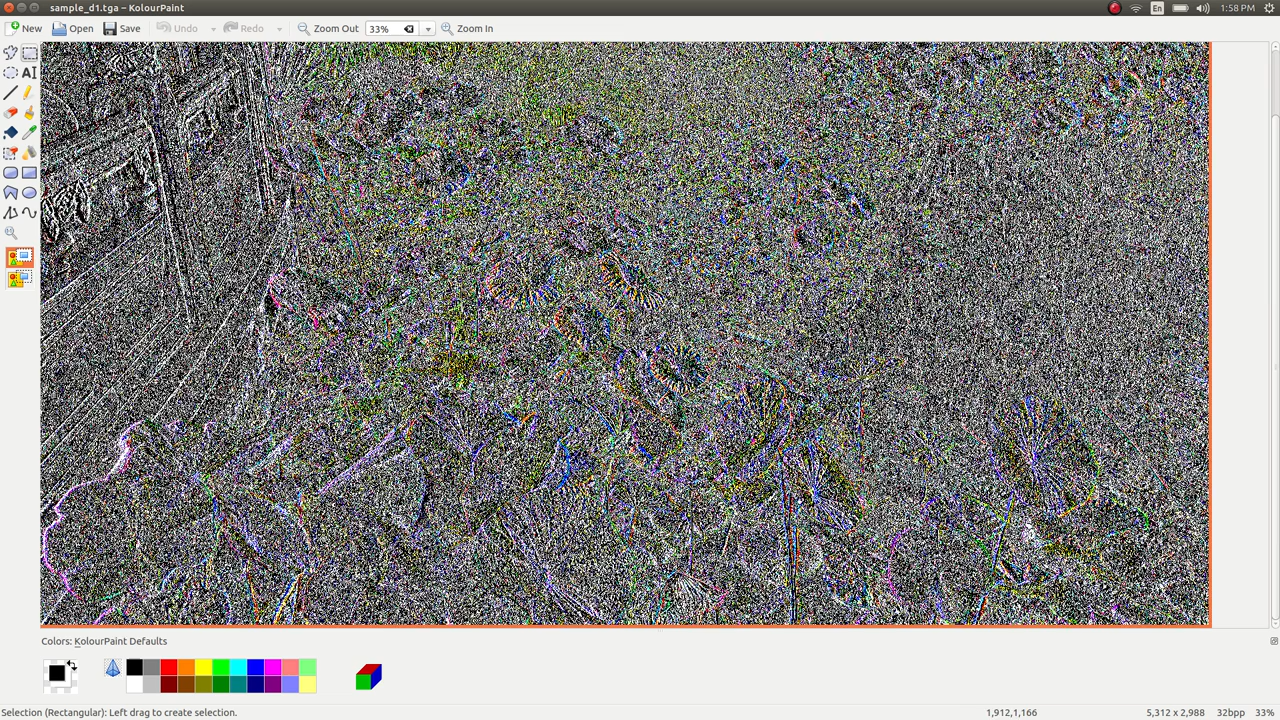 sample_d1.tga – KolourPaint
En
1:58 PM
New
Open
Save
Undo
Redo
Zoom Out
33%
Zoom In
AI
Colors: KolourPaint Defaults
Selection (Rectangular): Left drag to create selection.
1,912,1,166
5,312 x 2,988
32bpp
33%